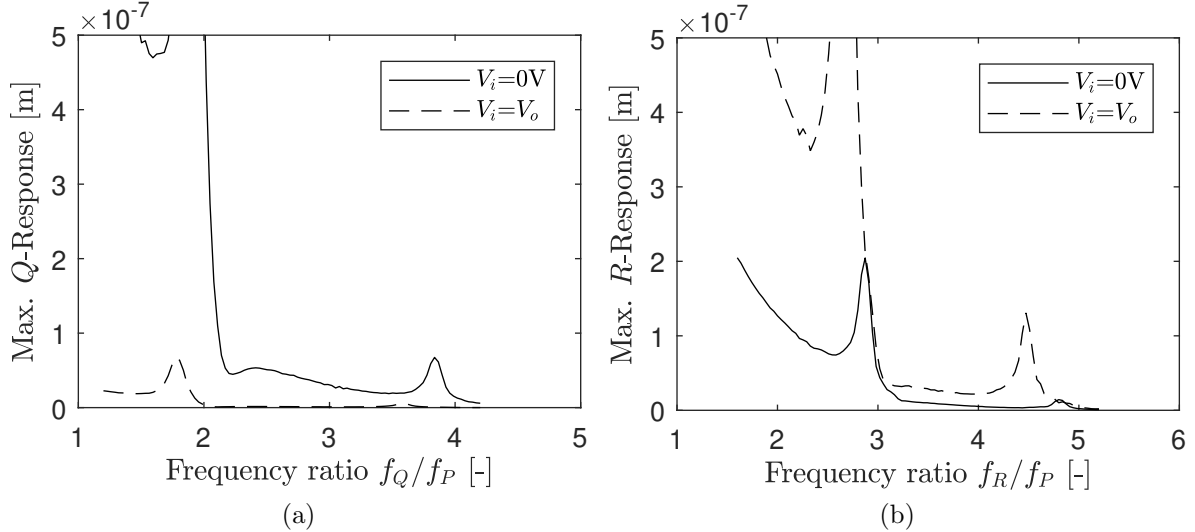 ×10⁻⁷
5
4
3
2
1
0
Max. Q-Response [m]
V_i=0V
V_i=V_o
1 2 3 4 5
Frequency ratio f_Q/f_P [-]
(a)
×10⁻⁷
5
4
3
2
1
0
Max. R-Response [m]
V_i=0V
V_i=V_o
1 2 3 4 5 6
Frequency ratio f_R/f_P [-]
(b)